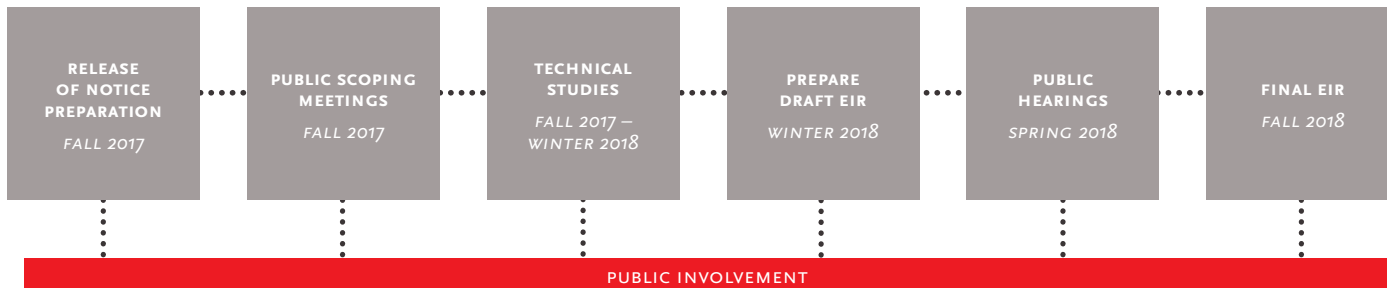 RELEASE
OF NOTICE
PREPARATION
FALL 2017
PUBLIC SCOPING
MEETINGS
FALL 2017
TECHNICAL
STUDIES
FALL 2017 –
WINTER 2018
PREPARE
DRAFT EIR
WINTER 2018
PUBLIC
HEARINGS
SPRING 2018
FINAL EIR
FALL 2018
PUBLIC INVOLVEMENT